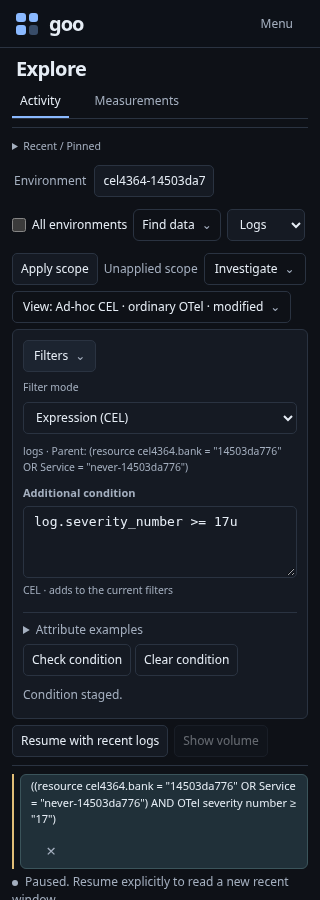 goo
Menu
Explore
Activity
Measurements
Recent / Pinned
Environment
cel4364-14503da7
All environments
Find data
Logs
Apply scope
Unapplied scope
Investigate
View: Ad-hoc CEL · ordinary OTel · modified
Filters
Filter mode
Expression (CEL)
logs · Parent: (resource cel4364.bank = "14503da776"
OR Service = "never-14503da776")
Additional condition
log.severity_number >= 17u
CEL · adds to the current filters
Attribute examples
Check condition
Clear condition
Condition staged.
Resume with recent logs
Show volume
((resource cel4364.bank = "14503da776" OR Service
= "never-14503da776") AND OTel severity number ≥
"17")
×
Paused. Resume explicitly to read a new recent
window